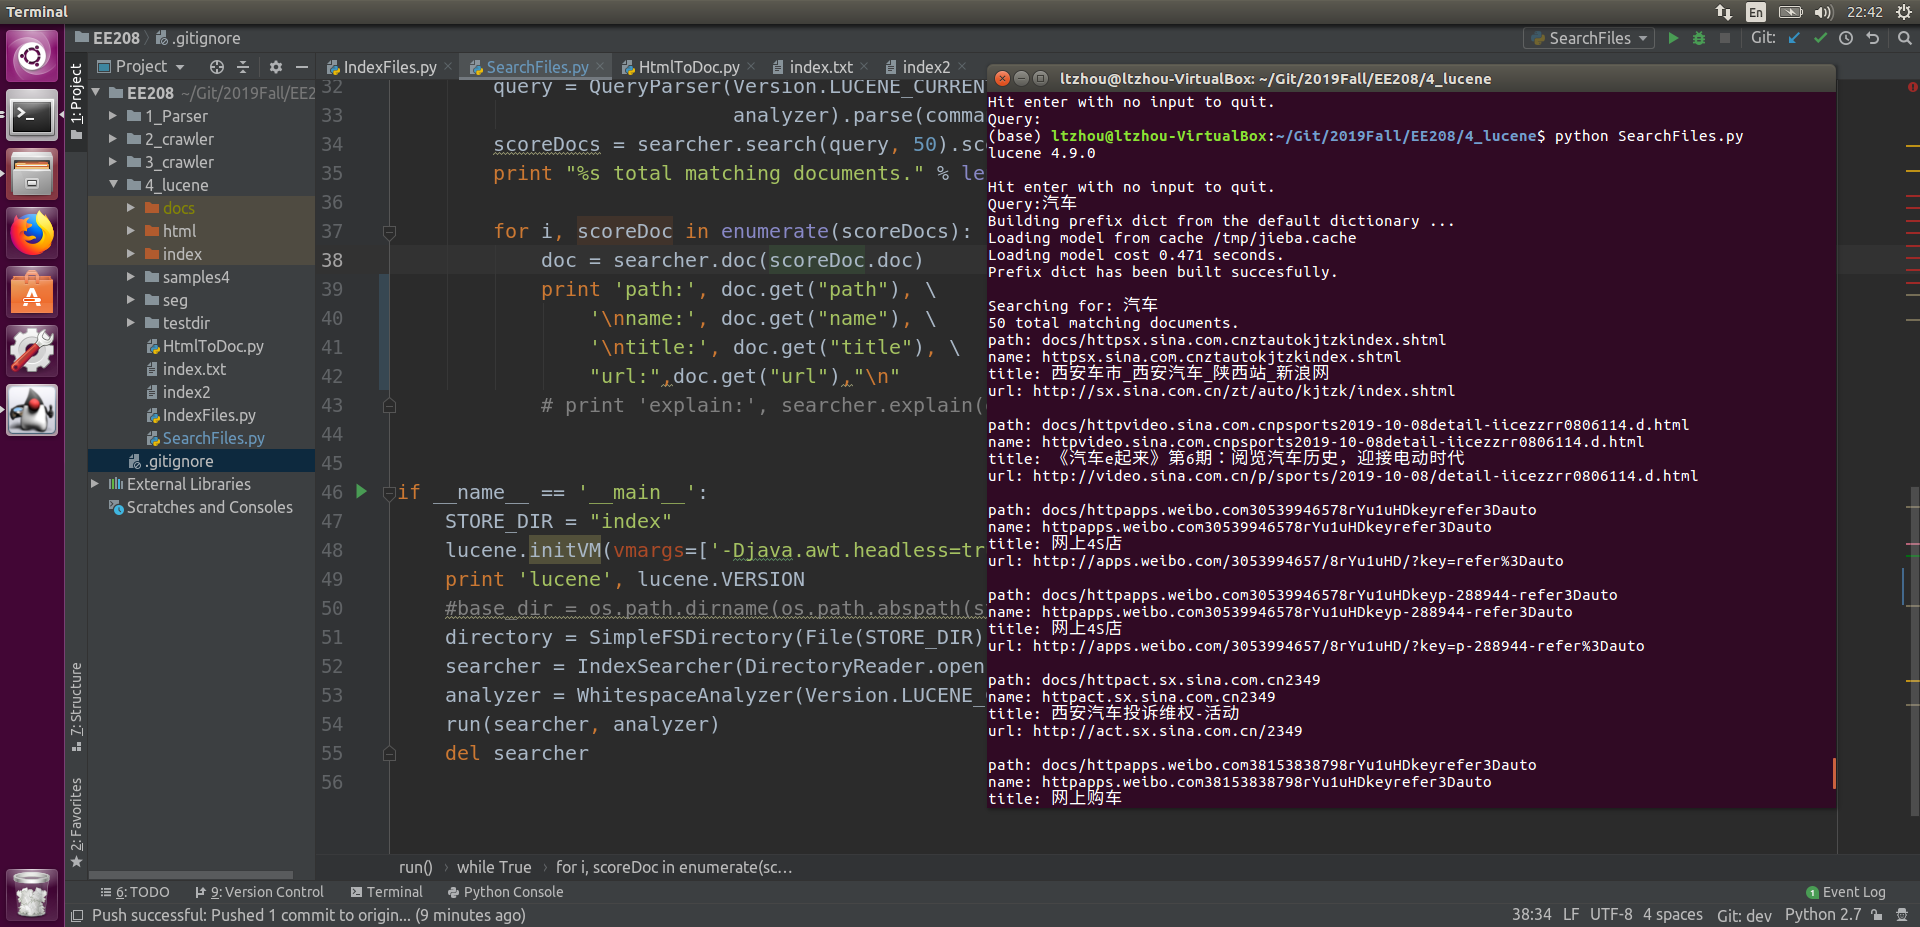 Terminal
En
22:42
EE208
.gitignore
SearchFiles
Git:
Project
IndexFiles.py
SearchFiles.py
HtmlToDoc.py
index.txt
index2
1: Project
7: Structure
2: Favorites
EE208 ~/Git/2019Fall/EE2
1_Parser
2_crawler
3_crawler
4_lucene
docs
html
index
samples4
seg
testdir
HtmlToDoc.py
index.txt
index2
IndexFiles.py
SearchFiles.py
.gitignore
External Libraries
Scratches and Consoles
32 query = QueryParser(Version.LUCENE_CURREN
33 analyzer).parse(comma
34 scoreDocs = searcher.search(query, 50).sc
35 print "%s total matching documents." % le
36
37 for i, scoreDoc in enumerate(scoreDocs):
38 doc = searcher.doc(scoreDoc.doc)
39 print 'path:', doc.get("path"), \
40 '\nname:', doc.get("name"), \
41 '\ntitle:', doc.get("title"), \
42 "url:",doc.get("url"),"\n"
43 # print 'explain:', searcher.explain(
44
45
46 if __name__ == '__main__':
47 STORE_DIR = "index"
48 lucene.initVM(vmargs=['-Djava.awt.headless=tr
49 print 'lucene', lucene.VERSION
50 #base_dir = os.path.dirname(os.path.abspath(s
51 directory = SimpleFSDirectory(File(STORE_DIR)
52 searcher = IndexSearcher(DirectoryReader.open
53 analyzer = WhitespaceAnalyzer(Version.LUCENE_
54 run(searcher, analyzer)
55 del searcher
56
ltzhou@ltzhou-VirtualBox: ~/Git/2019Fall/EE208/4_lucene
Hit enter with no input to quit.
Query:
(base) ltzhou@ltzhou-VirtualBox:~/Git/2019Fall/EE208/4_lucene$ python SearchFiles.py
lucene 4.9.0
Hit enter with no input to quit.
Query:汽车
Building prefix dict from the default dictionary ...
Loading model from cache /tmp/jieba.cache
Loading model cost 0.471 seconds.
Prefix dict has been built succesfully.
Searching for: 汽车
50 total matching documents.
path: docs/httpsx.sina.com.cnztautokjtzkindex.shtml
name: httpsx.sina.com.cnztautokjtzkindex.shtml
title: 西安车市_西安汽车_陕西站_新浪网
url: http://sx.sina.com.cn/zt/auto/kjtzk/index.shtml
path: docs/httpvideo.sina.com.cnpsports2019-10-08detail-iicezzrr0806114.d.html
name: httpvideo.sina.com.cnpsports2019-10-08detail-iicezzrr0806114.d.html
title: 《汽车e起来》第6期：阅览汽车历史，迎接电动时代
url: http://video.sina.com.cn/p/sports/2019-10-08/detail-iicezzrr0806114.d.html
path: docs/httpapps.weibo.com30539946578rYu1uHDkeyrefer3Dauto
name: httpapps.weibo.com30539946578rYu1uHDkeyrefer3Dauto
title: 网上4S店
url: http://apps.weibo.com/3053994657/8rYu1uHD/?key=refer%3Dauto
path: docs/httpapps.weibo.com30539946578rYu1uHDkeyp-288944-refer3Dauto
name: httpapps.weibo.com30539946578rYu1uHDkeyp-288944-refer3Dauto
title: 网上4S店
url: http://apps.weibo.com/3053994657/8rYu1uHD/?key=p-288944-refer%3Dauto
path: docs/httpact.sx.sina.com.cn2349
name: httpact.sx.sina.com.cn2349
title: 西安汽车投诉维权-活动
url: http://act.sx.sina.com.cn/2349
path: docs/httpapps.weibo.com38153838798rYu1uHDkeyrefer3Dauto
name: httpapps.weibo.com38153838798rYu1uHDkeyrefer3Dauto
title: 网上购车
run() › while True › for i, scoreDoc in enumerate(sc...
6: TODO
9: Version Control
Terminal
Python Console
1 Event Log
Push successful: Pushed 1 commit to origin... (9 minutes ago)
38:34 LF UTF-8 4 spaces Git: dev Python 2.7